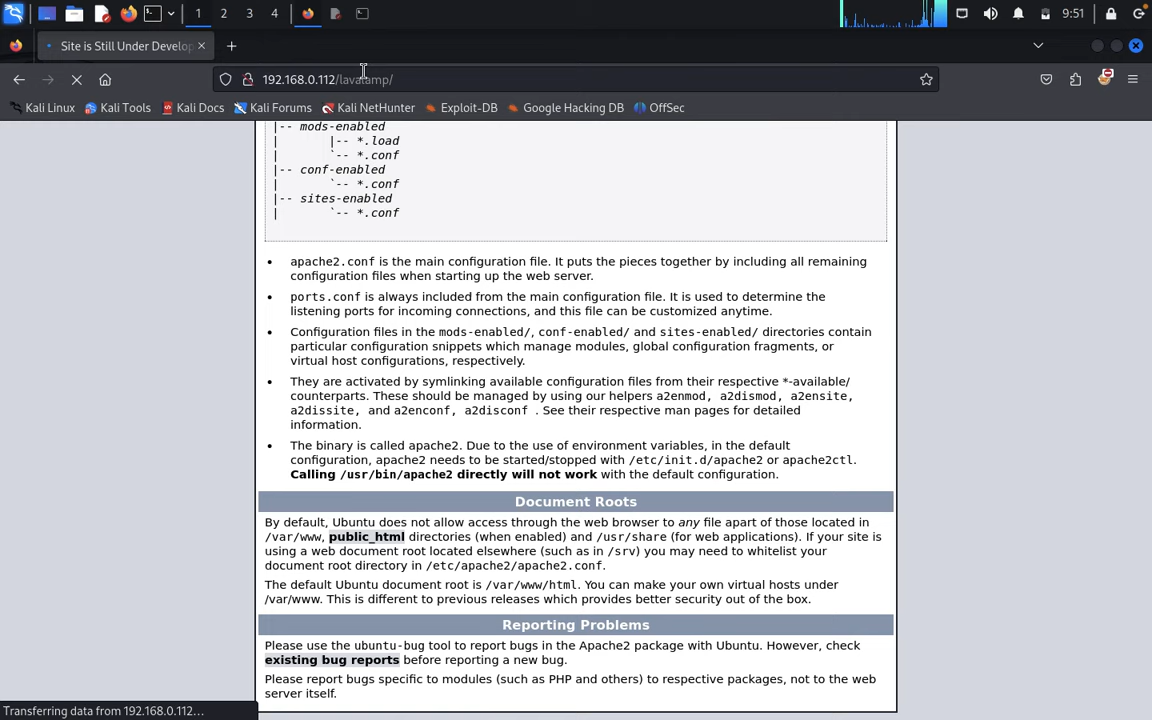 1
2
3
4
9:51
Site is Still Under Develop
192.168.0.112/lavalamp/
Kali Linux
Kali Tools
Kali Docs
Kali Forums
Kali NetHunter
Exploit-DB
Google Hacking DB
OffSec
|-- mods-enabled
|       |-- *.load
|       `-- *.conf
|-- conf-enabled
|       `-- *.conf
|-- sites-enabled
|       `-- *.conf
• apache2.conf is the main configuration file. It puts the pieces together by including all remaining
configuration files when starting up the web server.
• ports.conf is always included from the main configuration file. It is used to determine the
listening ports for incoming connections, and this file can be customized anytime.
• Configuration files in the mods-enabled/, conf-enabled/ and sites-enabled/ directories contain
particular configuration snippets which manage modules, global configuration fragments, or
virtual host configurations, respectively.
• They are activated by symlinking available configuration files from their respective *-available/
counterparts. These should be managed by using our helpers a2enmod, a2dismod, a2ensite,
a2dissite, and a2enconf, a2disconf . See their respective man pages for detailed
information.
• The binary is called apache2. Due to the use of environment variables, in the default
configuration, apache2 needs to be started/stopped with /etc/init.d/apache2 or apache2ctl.
Calling /usr/bin/apache2 directly will not work with the default configuration.
Document Roots
By default, Ubuntu does not allow access through the web browser to any file apart of those located in
/var/www, public_html directories (when enabled) and /usr/share (for web applications). If your site is
using a web document root located elsewhere (such as in /srv) you may need to whitelist your
document root directory in /etc/apache2/apache2.conf.
The default Ubuntu document root is /var/www/html. You can make your own virtual hosts under
/var/www. This is different to previous releases which provides better security out of the box.
Reporting Problems
Please use the ubuntu-bug tool to report bugs in the Apache2 package with Ubuntu. However, check
existing bug reports before reporting a new bug.
Please report bugs specific to modules (such as PHP and others) to respective packages, not to the web
server itself.
Transferring data from 192.168.0.112…